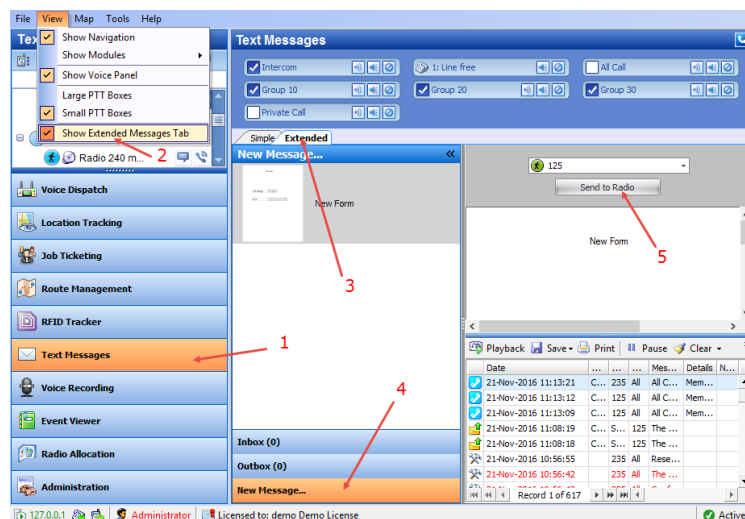 File View Map Tools Help
Show Navigation
Show Modules
Show Voice Panel
Large PTT Boxes
Small PTT Boxes
Show Extended Messages Tab
2
Radio 240 m...
Voice Dispatch
Location Tracking
Job Ticketing
Route Management
RFID Tracker
Text Messages
1
Voice Recording
Event Viewer
Radio Allocation
Administration
Text Messages
Intercom 1: Line free All Call
Group 10 Group 20 Group 30
Private Call
Simple Extended
New Message...
New Form
3
4
Inbox (0)
Outbox (0)
New Message...
125
Send to Radio
New Form
5
Playback Save Print Pause Clear
Date ... ... ... Mes... Details N...
21-Nov-2016 11:13:21 C... 235 All All C... Mem...
21-Nov-2016 11:13:12 C... 125 All All C... Mem...
21-Nov-2016 11:13:09 C... 125 All All C... Mem...
21-Nov-2016 11:08:19 C... S... 125 The ...
21-Nov-2016 11:08:18 C... S... 125 The ...
21-Nov-2016 10:56:55 235 All Rese...
21-Nov-2016 10:56:42 235 All The ...
Record 1 of 617
127.0.0.1 Administrator Licensed to: demo Demo License Active